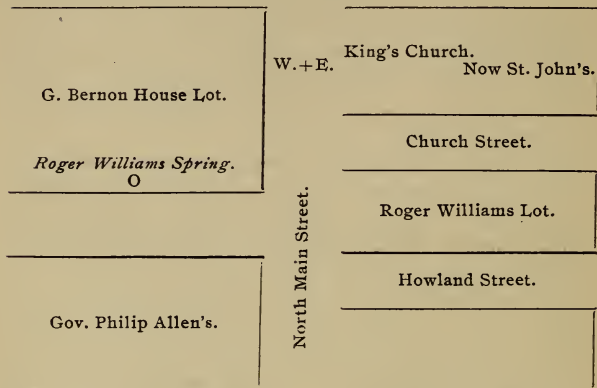 W.+E.
King's Church.
Now St. John's.
G. Bernon House Lot.
Church Street.
Roger Williams Spring.
O
Roger Williams Lot.
North Main Street.
Howland Street.
Gov. Philip Allen's.